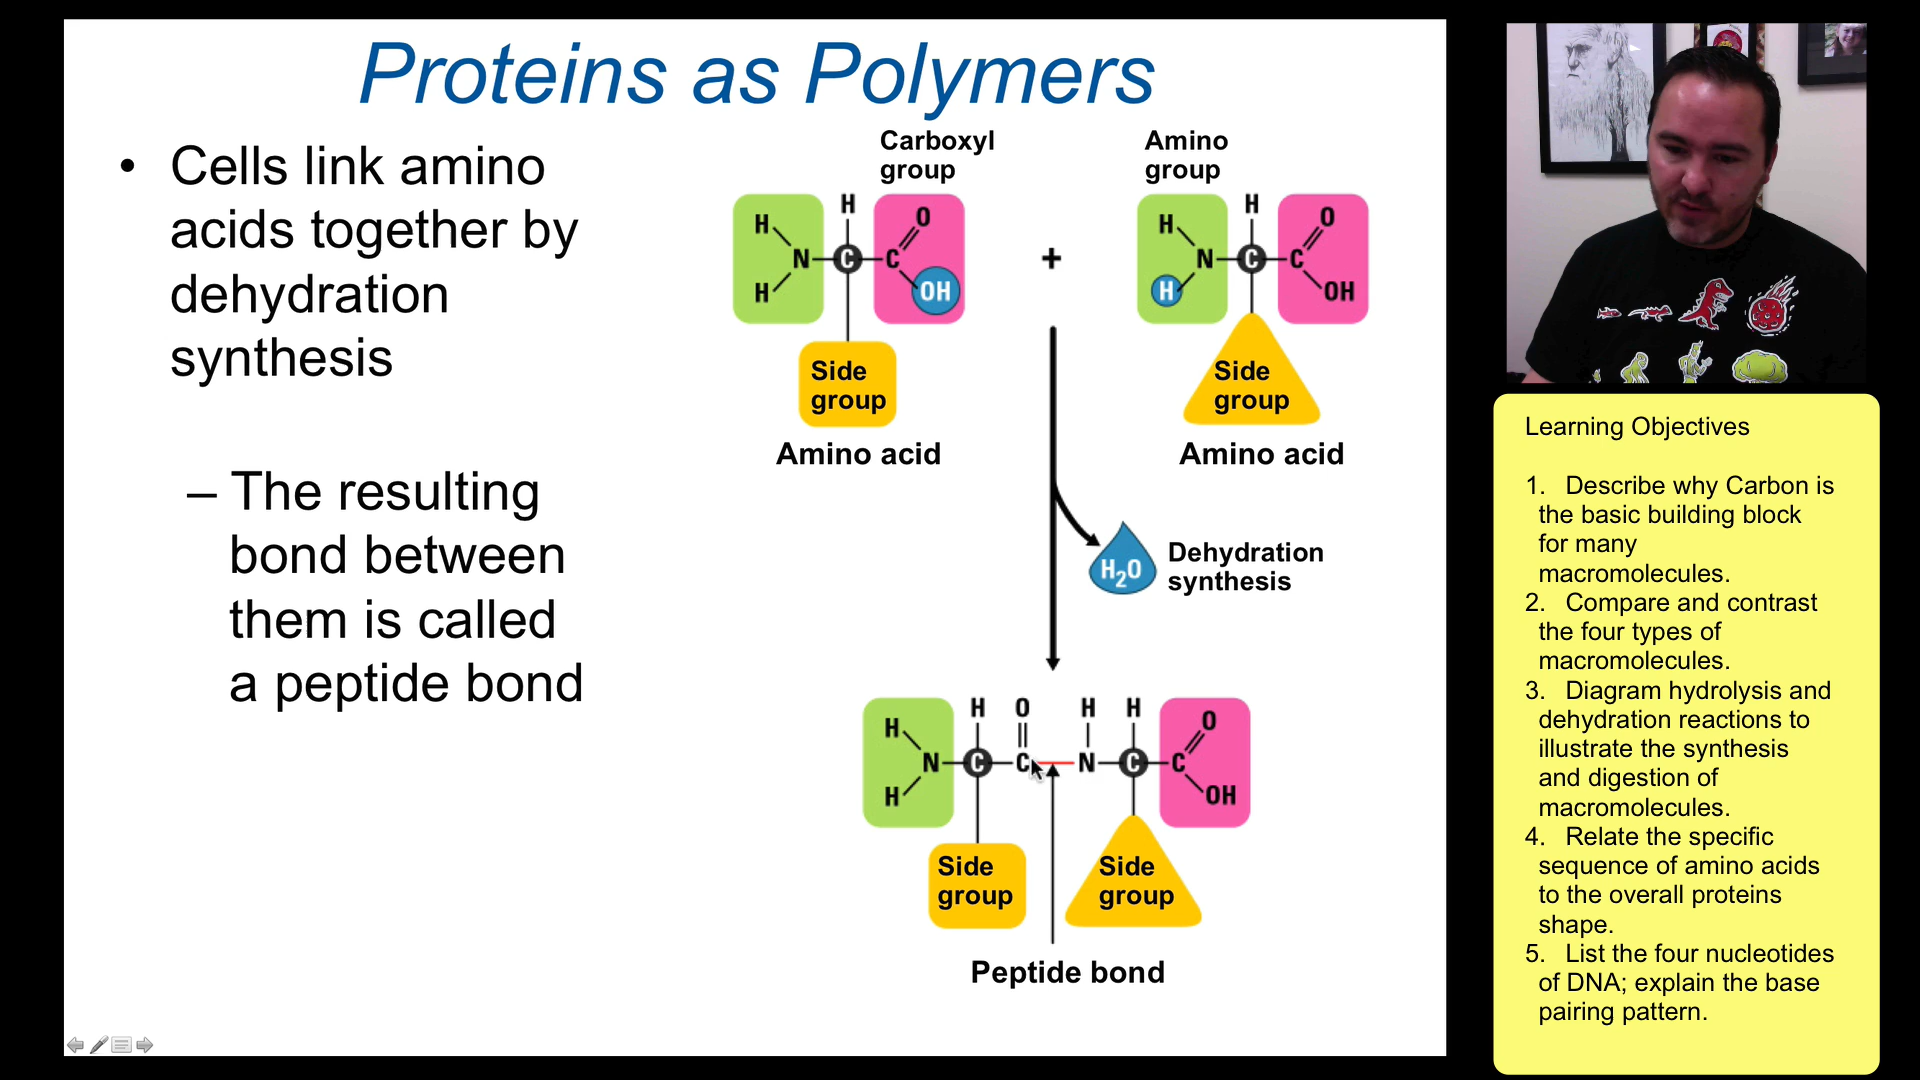 Proteins as Polymers
• Cells link amino
acids together by
dehydration
synthesis
– The resulting
bond between
them is called
a peptide bond
Carboxyl
group
Amino
group
H
H
N
H
C
C
O
OH
Side
group
Amino acid
+
H
H
N
H
C
C
O
OH
Side
group
Amino acid
H₂O
Dehydration
synthesis
H
H
N
H
C
O
C
H
N
H
C
C
O
OH
Side
group
Side
group
Peptide bond
Learning Objectives
1. Describe why Carbon is
the basic building block
for many
macromolecules.
2. Compare and contrast
the four types of
macromolecules.
3. Diagram hydrolysis and
dehydration reactions to
illustrate the synthesis
and digestion of
macromolecules.
4. Relate the specific
sequence of amino acids
to the overall proteins
shape.
5. List the four nucleotides
of DNA; explain the base
pairing pattern.